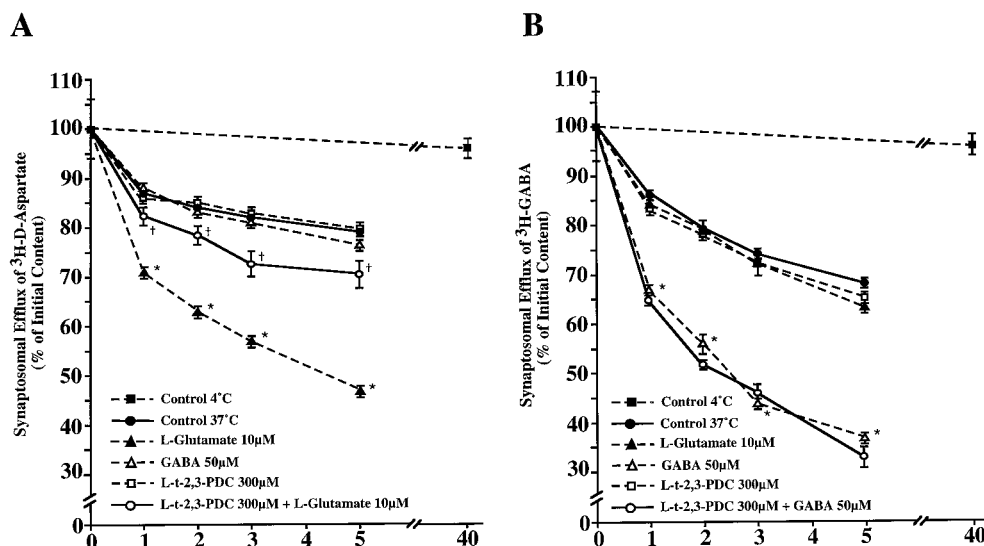 A
B
Synaptosomal Efflux of ³H-D-Aspartate
(% of Initial Content)
110
100
90
80
70
60
50
40
30
0
†
†
†
†
*
*
*
*
Control 4°C
Control 37°C
L-Glutamate 10µM
GABA 50µM
L-t-2,3-PDC 300µM
L-t-2,3-PDC 300µM + L-Glutamate 10µM
0 1 2 3 4 5 40
Synaptosomal Efflux of ³H-GABA
(% of Initial Content)
110
100
90
80
70
60
50
40
30
0
*
*
*
*
Control 4°C
Control 37°C
L-Glutamate 10µM
GABA 50µM
L-t-2,3-PDC 300µM
L-t-2,3-PDC 300µM + GABA 50µM
0 1 2 3 4 5 40